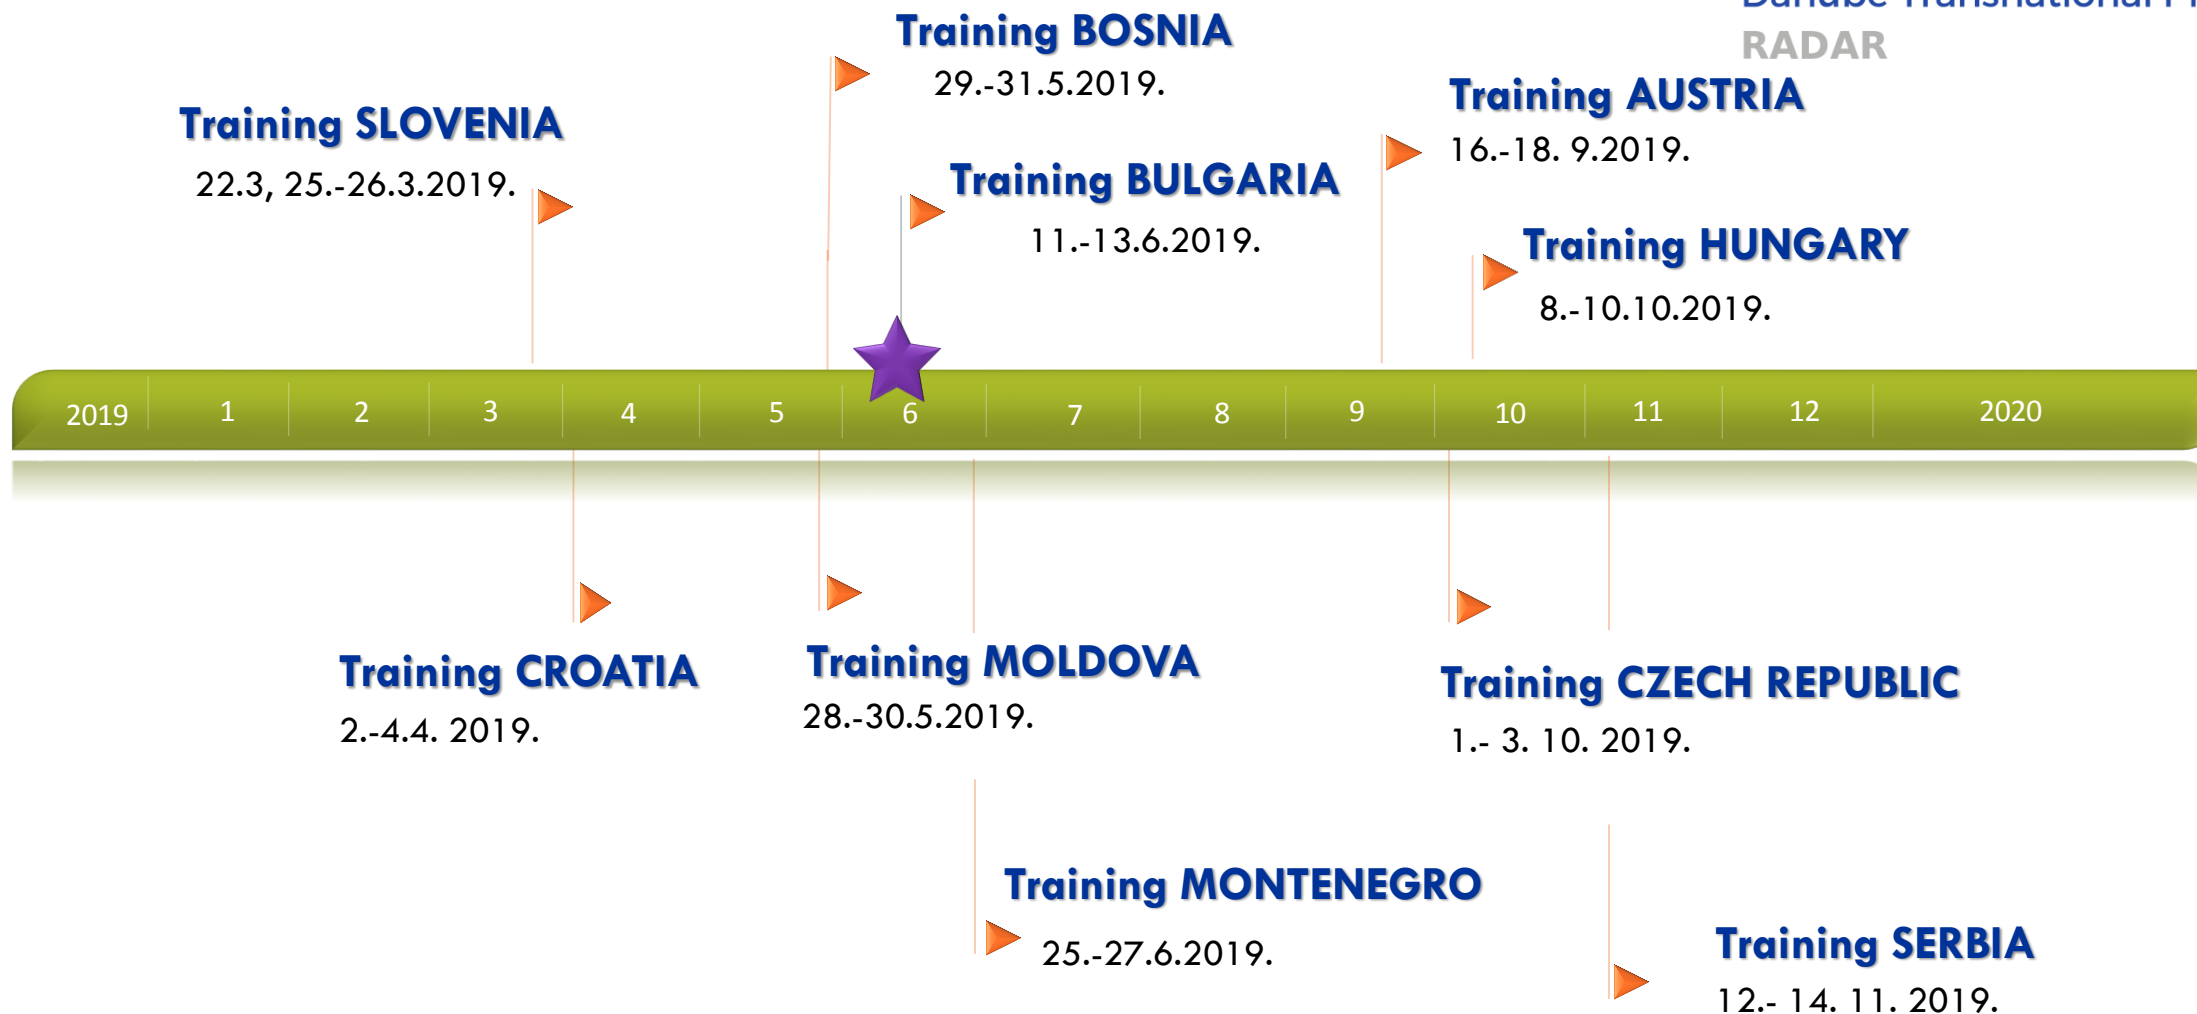 Danube Transnational
RADAR
Training BOSNIA
29.-31.5.2019.
Training AUSTRIA
16.-18. 9.2019.
Training SLOVENIA
22.3, 25.-26.3.2019.
Training BULGARIA
11.-13.6.2019.
Training HUNGARY
8.-10.10.2019.
2019 1 2 3 4 5 6 7 8 9 10 11 12 2020
Training CROATIA
2.-4.4. 2019.
Training MOLDOVA
28.-30.5.2019.
Training CZECH REPUBLIC
1.- 3. 10. 2019.
Training MONTENEGRO
25.-27.6.2019.
Training SERBIA
12.- 14. 11. 2019.